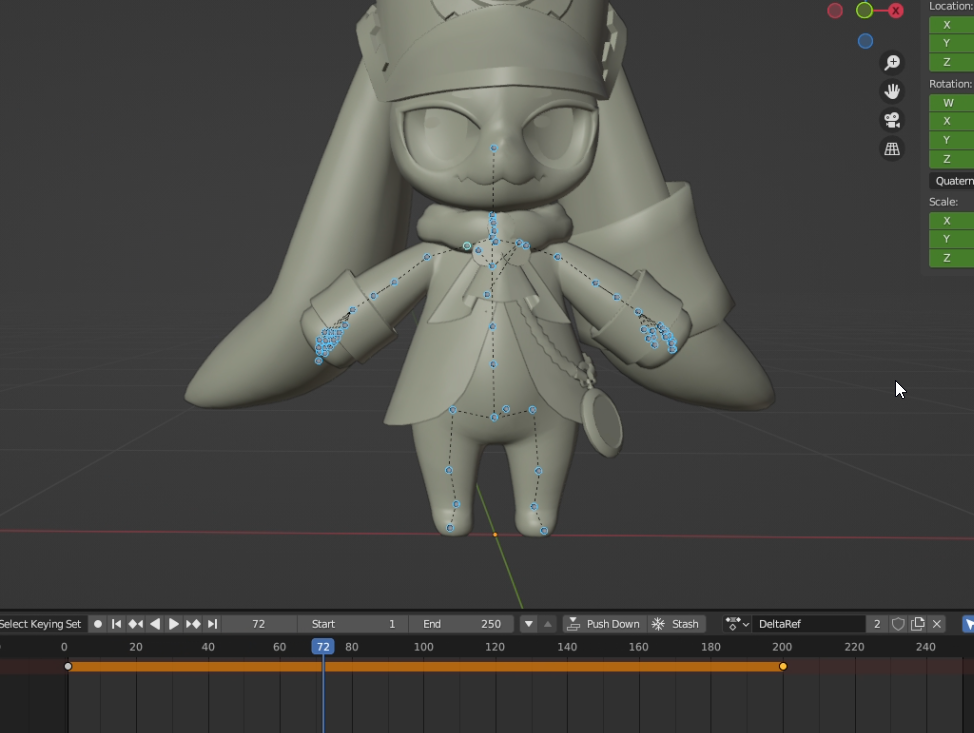 Location:
X
X
Y
Z
Rotation:
W
X
Y
Z
Quatern
Scale:
X
Y
Z
Select Keying Set 72 Start 1 End 250 Push Down Stash DeltaRef 2
0 20 40 60 72 80 100 120 140 160 180 200 220 240